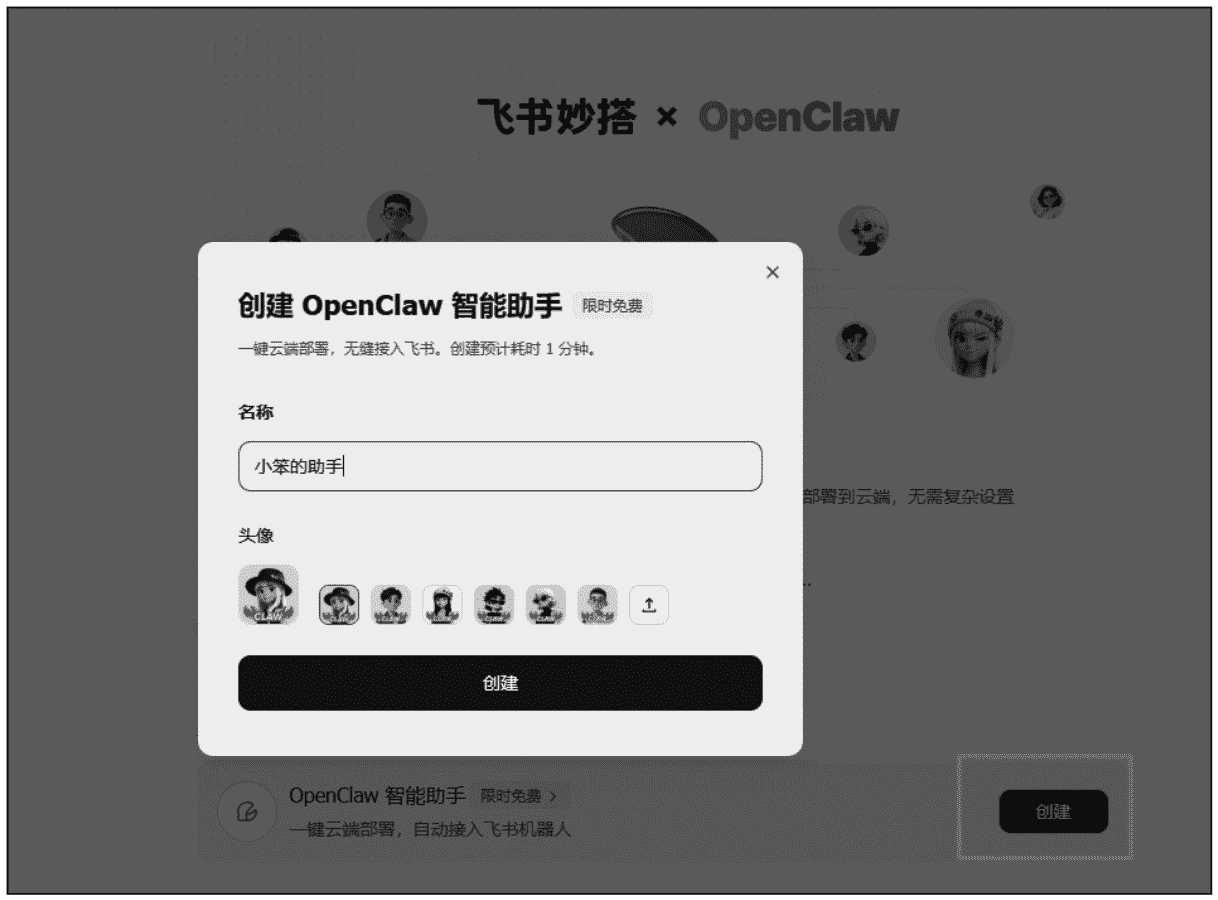 飞书妙搭 × OpenClaw
创建 OpenClaw 智能助手 限时免费
一键云端部署，无缝接入飞书。创建预计耗时 1 分钟。
名称
小笨的助手
部署到云端，无需复杂设置
头像
..
创建
OpenClaw 智能助手 限时免费 >
一键云端部署，自动接入飞书机器人
创建